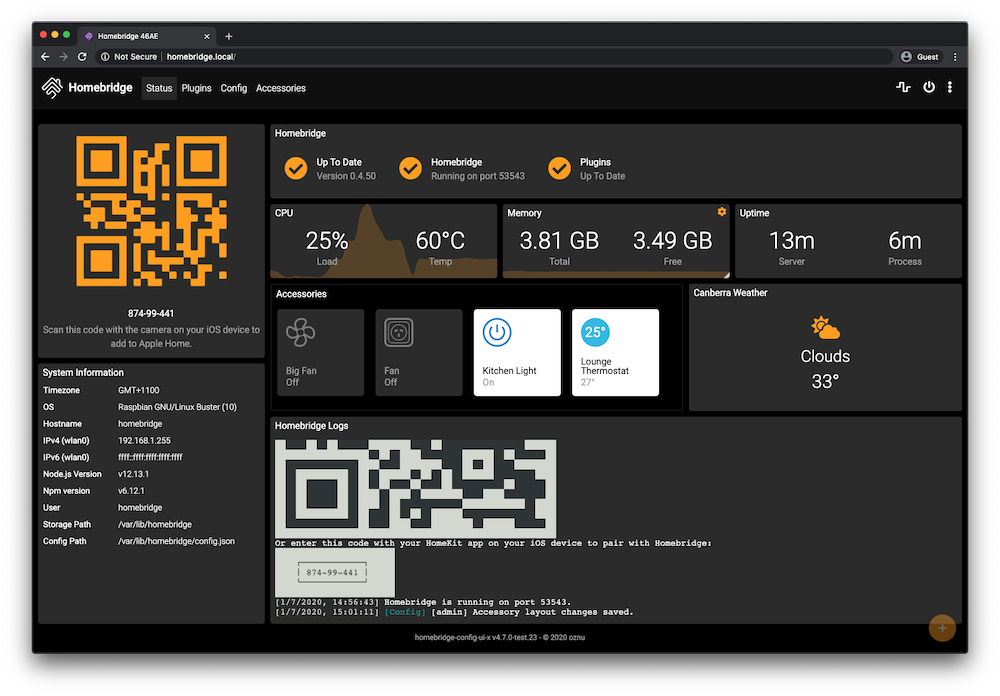 Homebridge 46AE
Not Secure | homebridge.local/
Guest
Homebridge Status Plugins Config Accessories
874-99-441
Scan this code with the camera on your iOS device to
add to Apple Home.
System Information
Timezone GMT+1100
OS Raspbian GNU/Linux Buster (10)
Hostname homebridge
IPv4 (wlan0) 192.168.1.255
IPv6 (wlan0) ffff::ffff:ffff:ffff:ffff
Node.js Version v12.13.1
Npm version v6.12.1
User homebridge
Storage Path /var/lib/homebridge
Config Path /var/lib/homebridge/config.json
Homebridge
Up To Date
Version 0.4.50
Homebridge
Running on port 53543
Plugins
Up To Date
CPU
25%
Load
60°C
Temp
Memory
3.81 GB
Total
3.49 GB
Free
Uptime
13m
Server
6m
Process
Accessories
Big Fan
Off
Fan
Off
Kitchen Light
On
25°
Lounge
Thermostat
27°
Canberra Weather
Clouds
33°
Homebridge Logs
Or enter this code with your HomeKit app on your iOS device to pair with Homebridge:
874-99-441
[1/7/2020, 14:56:43] Homebridge is running on port 53543.
[1/7/2020, 15:01:11] [Config] [admin] Accessory layout changes saved.
homebridge-config-ui-x v4.7.0-test.23 - © 2020 oznu